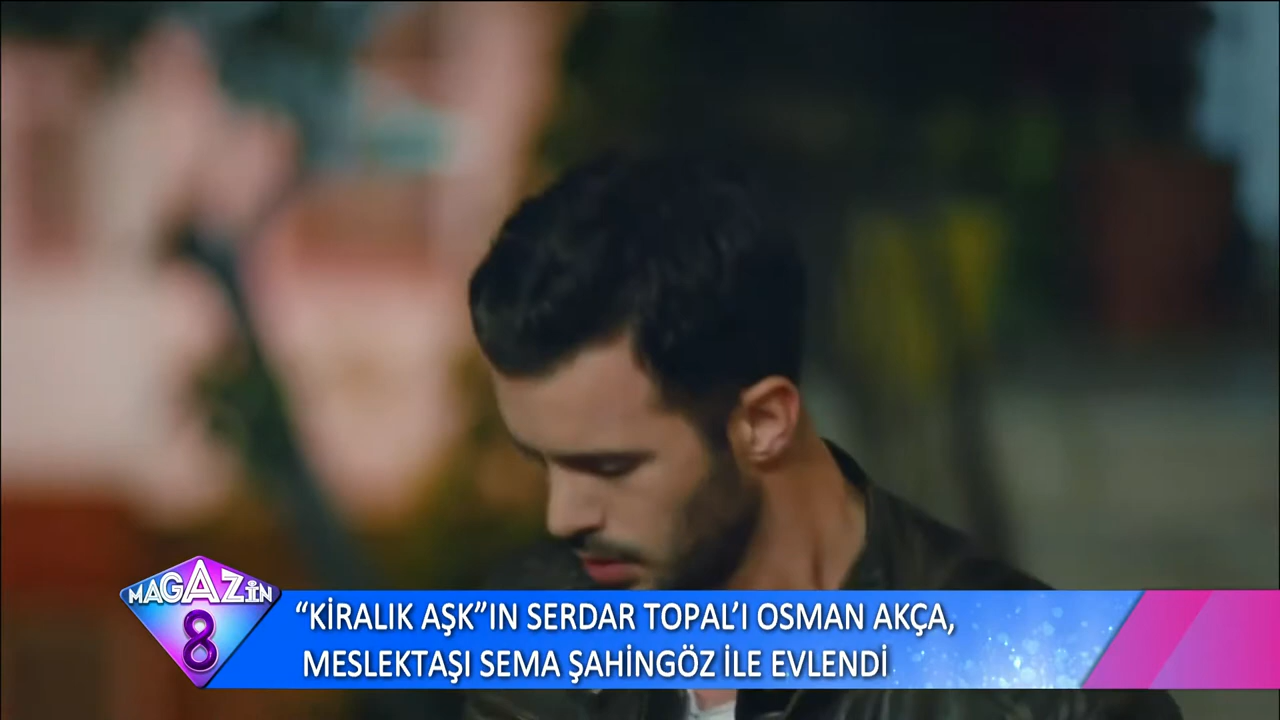 MAGAZİN
8
“KİRALIK AŞK”IN SERDAR TOPAL’I OSMAN AKÇA,
MESLEKTAŞI SEMA ŞAHİNGÖZ İLE EVLENDİ